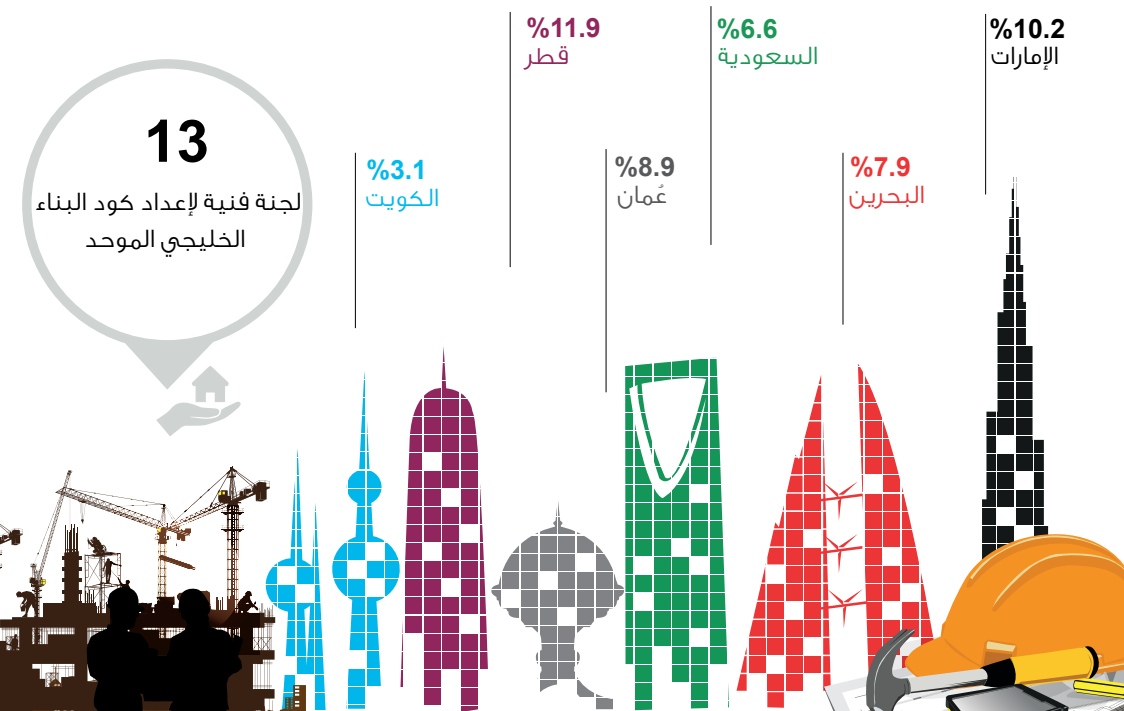 %10.2
الإمارات
%6.6
السعودية
%11.9
قطر
%7.9
البحرين
%8.9
عُمان
%3.1
الكويت
13
لجنة فنية لإعداد كود البناء
الخليجي الموحد